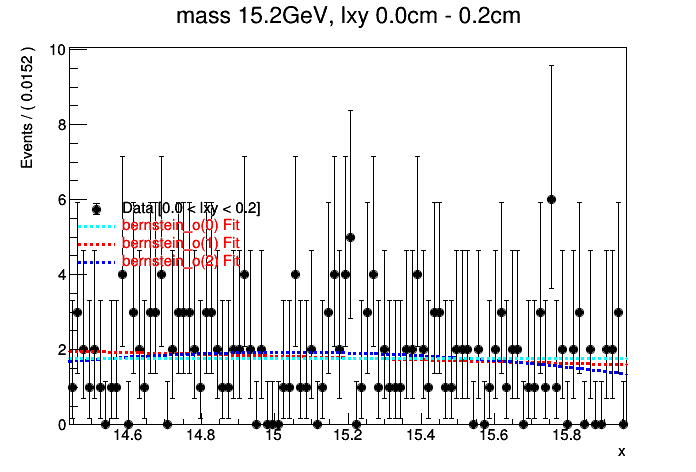 mass 15.2GeV, lxy 0.0cm - 0.2cm
Events / ( 0.0152 )
10
8
6
4
2
0
Data [0.0 < lxy < 0.2]
bernstein_o(0) Fit
bernstein_o(1) Fit
bernstein_o(2) Fit
14.6 14.8 15 15.2 15.4 15.6 15.8
x